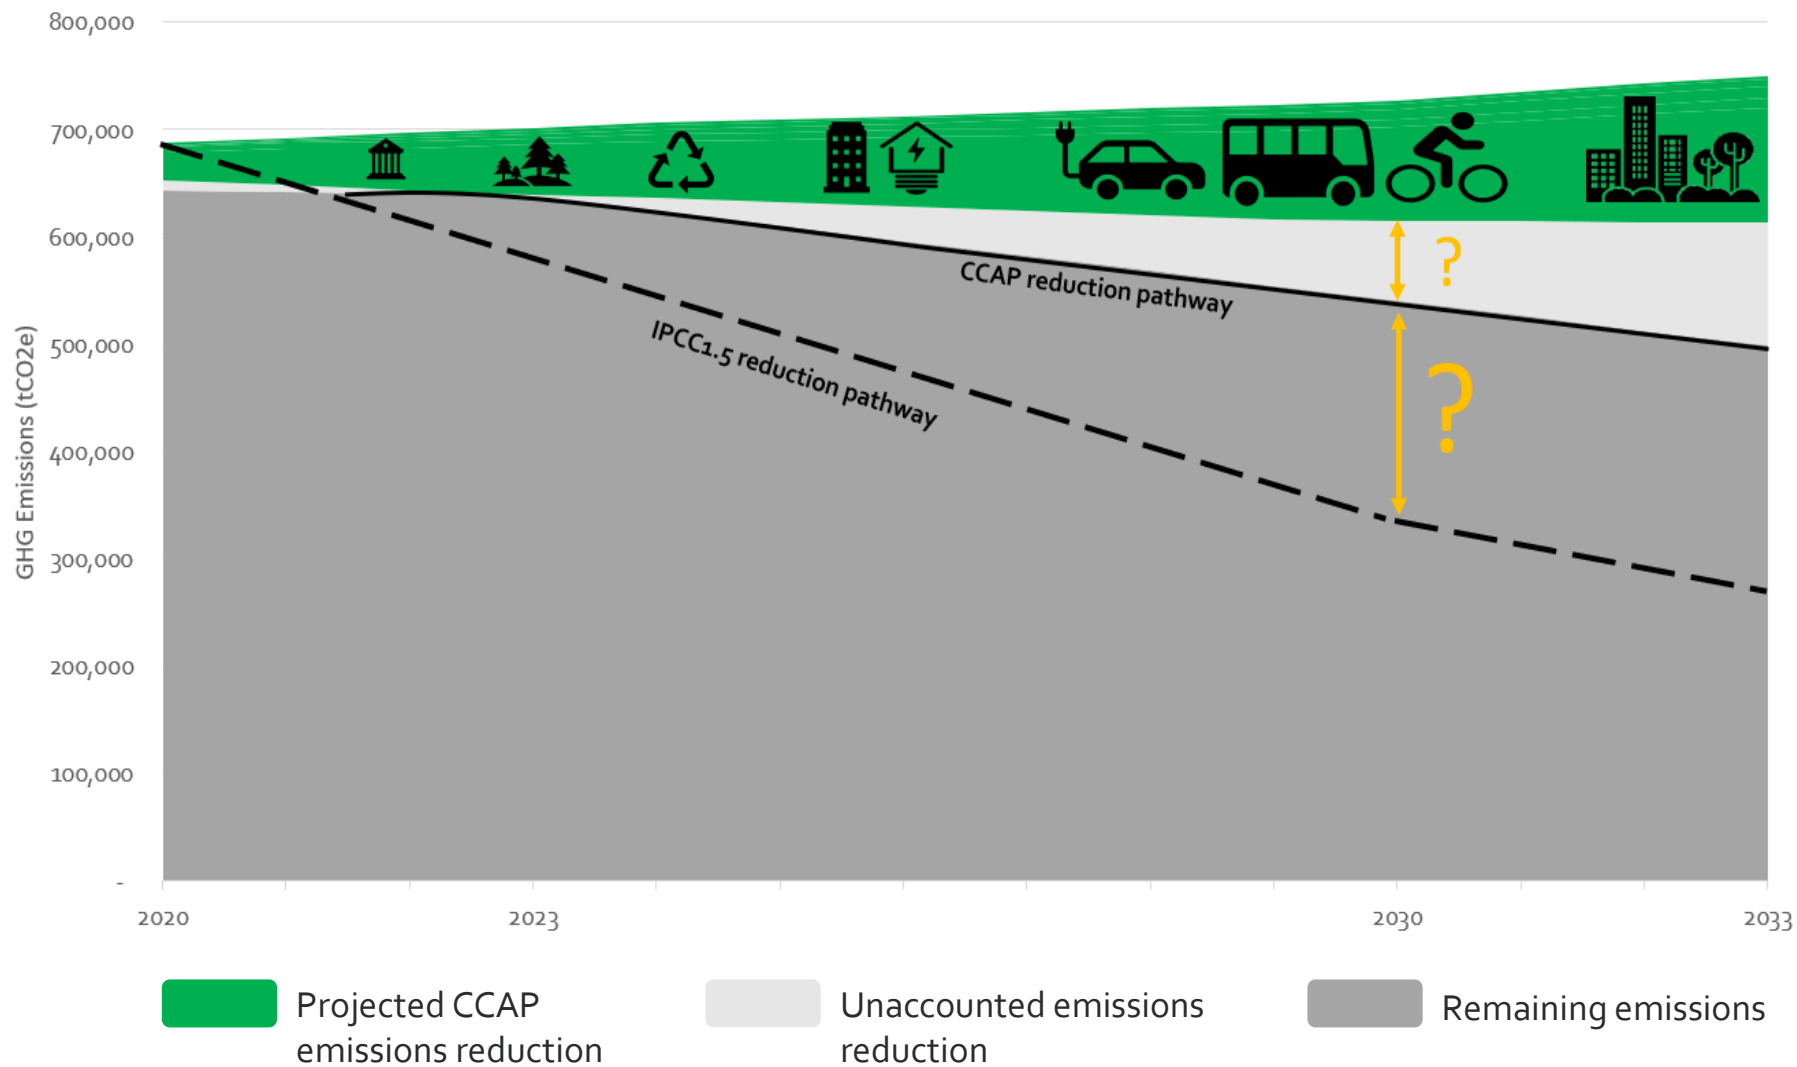 800,000
700,000
600,000
500,000
400,000
300,000
200,000
100,000
-
GHG Emissions (tCO2e)
CCAP reduction pathway
IPCC1.5 reduction pathway
?
?
2020
2023
2030
2033
Projected CCAP
emissions reduction
Unaccounted emissions
reduction
Remaining emissions